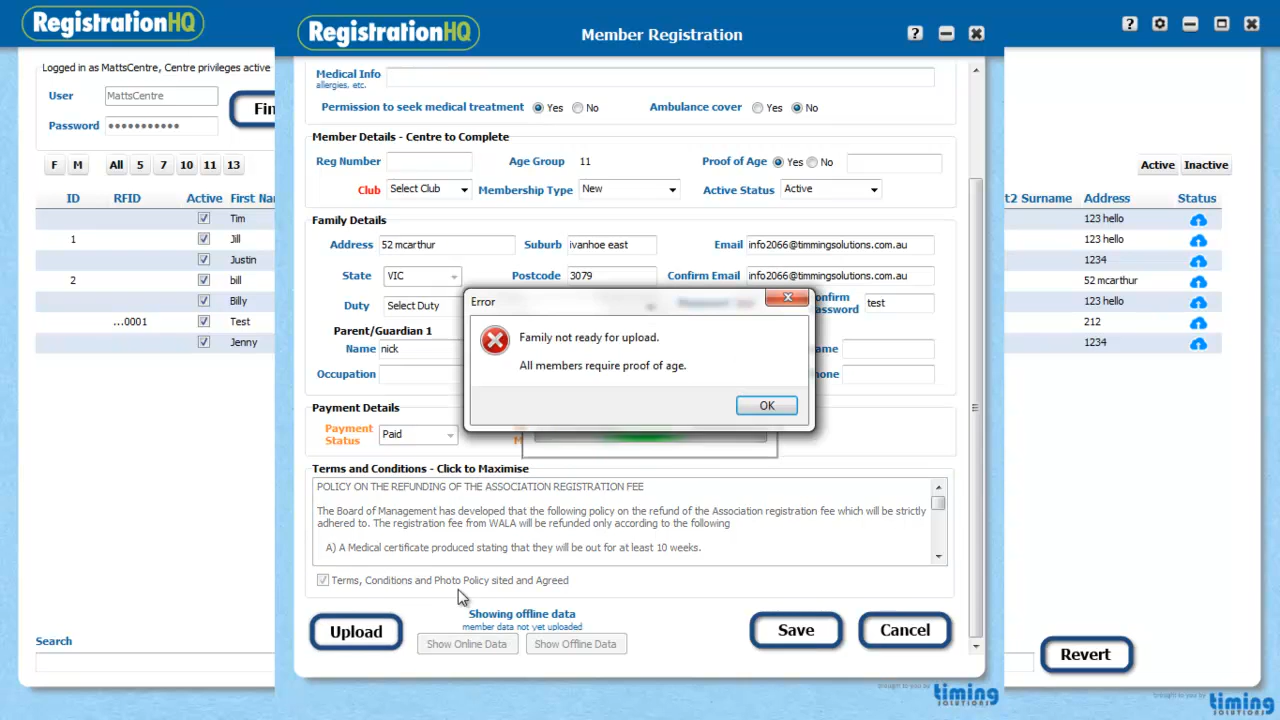 RegistrationHQ
Logged in as MattsCentre, Centre privileges active
User MattsCentre
Password
Fin
F M All 5 7 10 11 13
ID RFID Active First Na
Tim
1 Jill
Justin
2 bill
Billy
...0001 Test
Jenny
Search
RegistrationHQ Member Registration ?
Medical Info
allergies, etc.
Permission to seek medical treatment Yes No Ambulance cover Yes No
Member Details - Centre to Complete
Reg Number Age Group 11 Proof of Age Yes No
Club Select Club Membership Type New Active Status Active
Family Details
Address 52 mcarthur Suburb ivanhoe east Email info2066@timmingsolutions.com.au
State VIC Postcode 3079 Confirm Email info2066@timmingsolutions.com.au
Duty Select Duty onfirm
assword test
Parent/Guardian 1
Name nick ame
Occupation hone
Error
Family not ready for upload.
All members require proof of age.
OK
Payment Details
Payment
Status Paid
Terms and Conditions - Click to Maximise
POLICY ON THE REFUNDING OF THE ASSOCIATION REGISTRATION FEE
The Board of Management has developed that the following policy on the refund of the Association registration fee which will be strictly
adhered to. The registration fee from WALA will be refunded only according to the following
A) A Medical certificate produced stating that they will be out for at least 10 weeks.
Terms, Conditions and Photo Policy sited and Agreed
Upload
Showing offline data
member data not yet uploaded
Show Online Data Show Offline Data
Save Cancel
brought to you by timing
SOLUTIONS
?
Active Inactive
t2 Surname Address Status
123 hello
123 hello
1234
52 mcarthur
123 hello
212
1234
Revert
brought to you by timing
SOLUTIONS